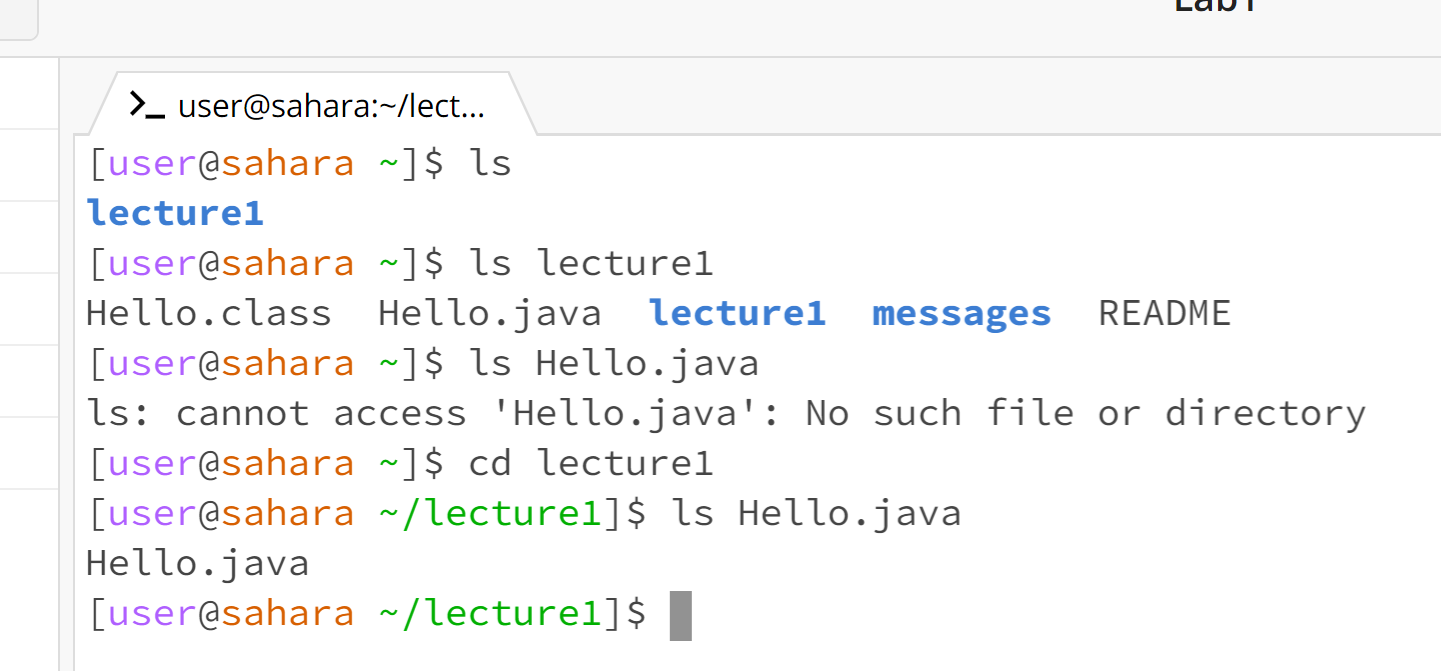 Lab1
user@sahara:~/lect...
[user@sahara ~]$ ls
lecture1
[user@sahara ~]$ ls lecture1
Hello.class  Hello.java  lecture1  messages  README
[user@sahara ~]$ ls Hello.java
ls: cannot access 'Hello.java': No such file or directory
[user@sahara ~]$ cd lecture1
[user@sahara ~/lecture1]$ ls Hello.java
Hello.java
[user@sahara ~/lecture1]$